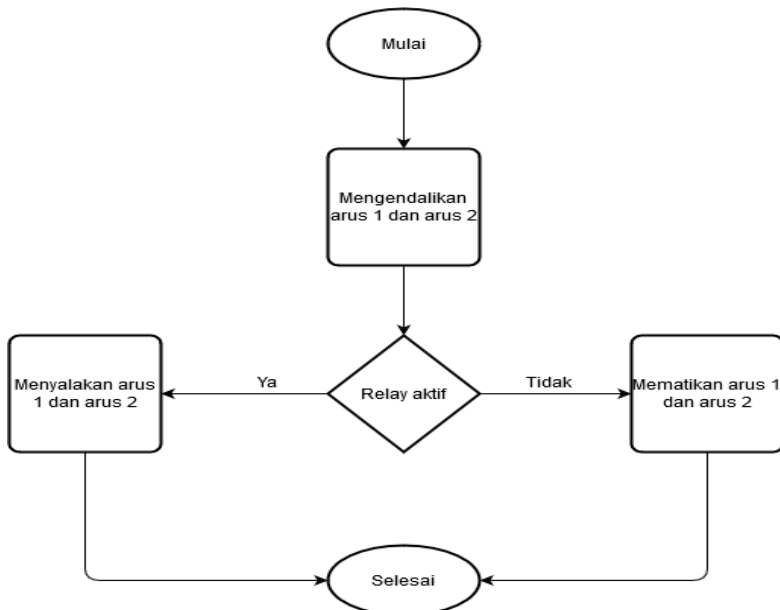 Mulai
Mengendalikan
arus 1 dan arus 2
Relay aktif
Ya
Tidak
Menyalakan arus
1 dan arus 2
Mematikan arus 1
dan arus 2
Selesai